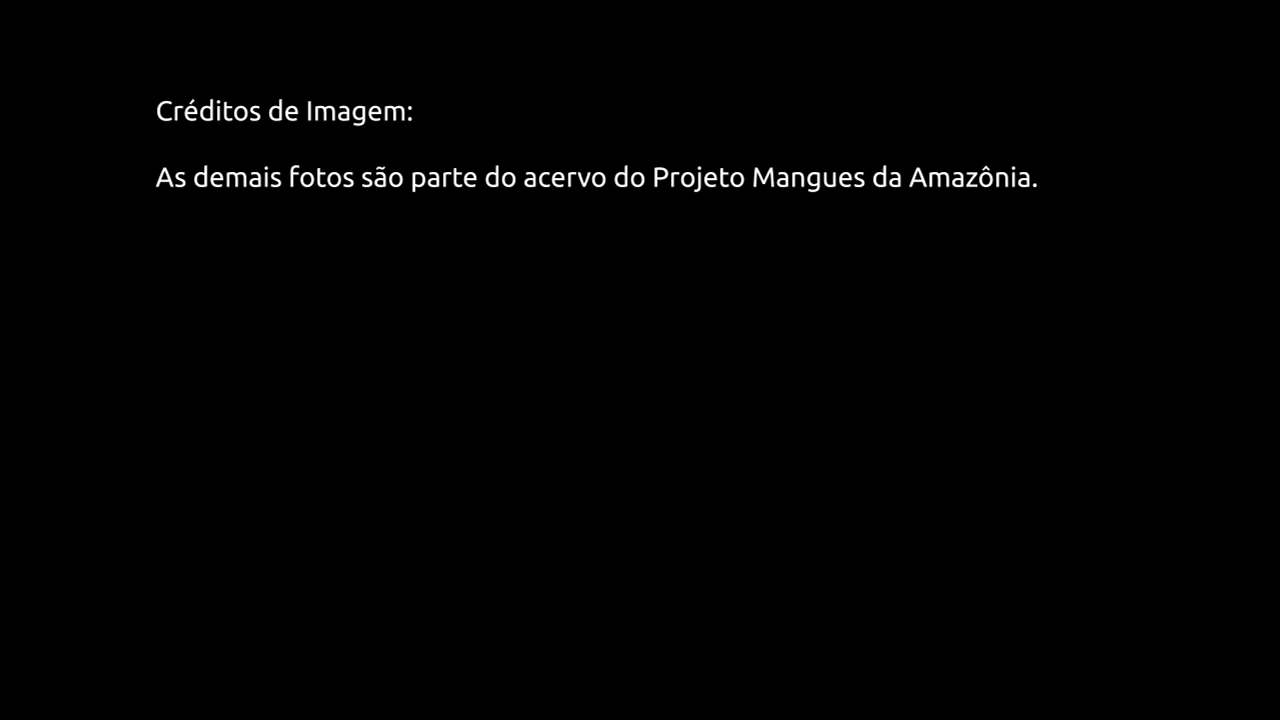 Créditos de Imagem:
As demais fotos são parte do acervo do Projeto Mangues da Amazônia.